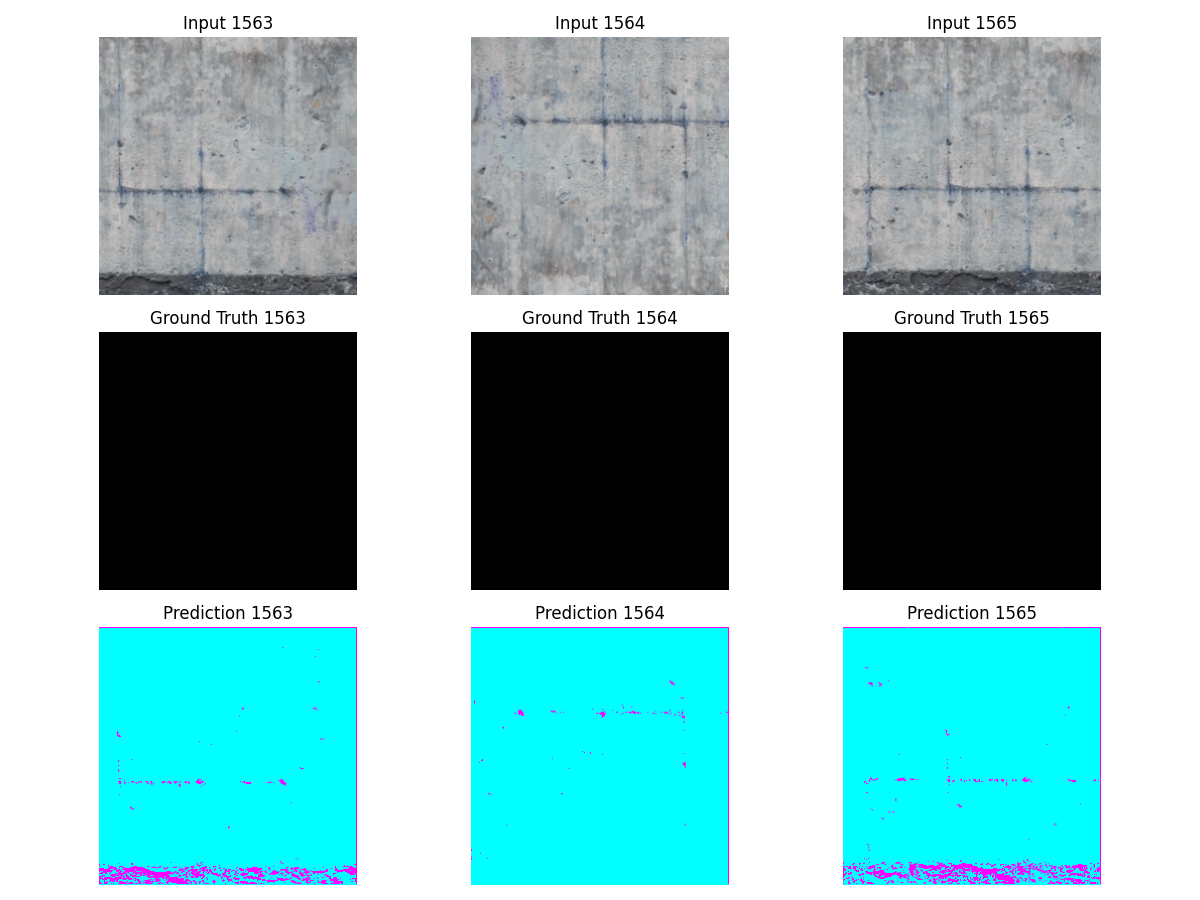 Input 1563
Input 1564
Input 1565
Ground Truth 1563
Ground Truth 1564
Ground Truth 1565
Prediction 1563
Prediction 1564
Prediction 1565